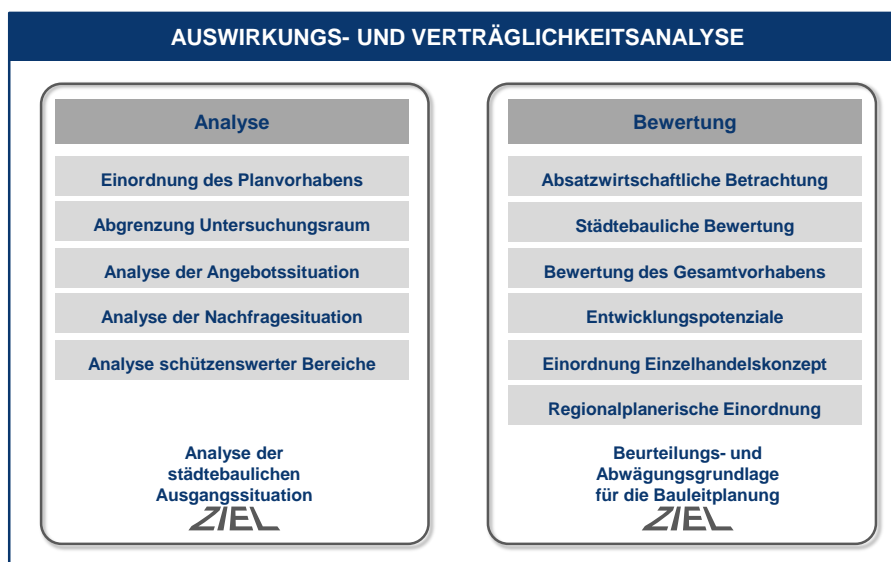 AUSWIRKUNGS- UND VERTRÄGLICHKEITSANALYSE
Analyse
Einordnung des Planvorhabens
Abgrenzung Untersuchungsraum
Analyse der Angebotssituation
Analyse der Nachfragesituation
Analyse schützenswerter Bereiche
Analyse der
städtebaulichen
Ausgangssituation
ZIEL
Bewertung
Absatzwirtschaftliche Betrachtung
Städtebauliche Bewertung
Bewertung des Gesamtvorhabens
Entwicklungspotenziale
Einordnung Einzelhandelskonzept
Regionalplanerische Einordnung
Beurteilungs- und
Abwägungsgrundlage
für die Bauleitplanung
ZIEL